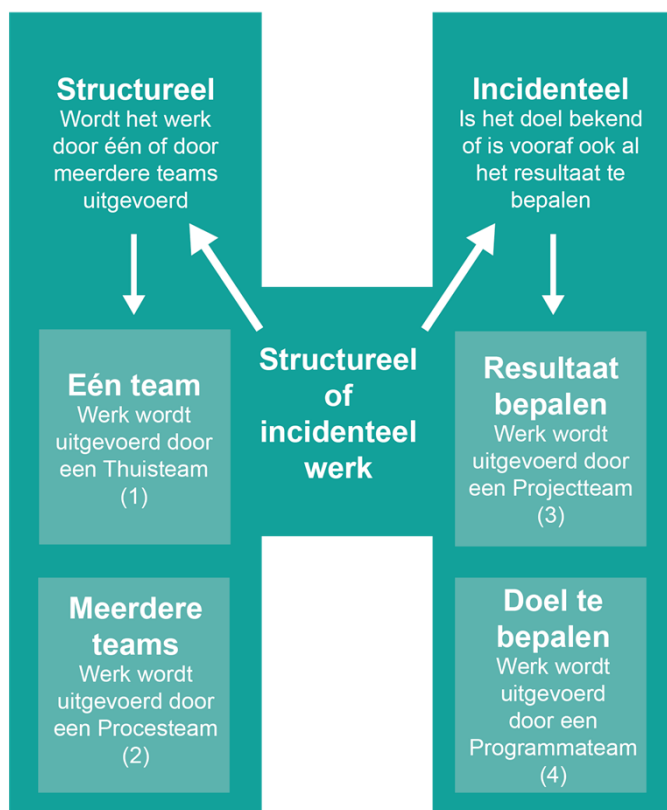 Structureel
Wordt het werk
door één of door
meerdere teams
uitgevoerd
Incidenteel
Is het doel bekend
of is vooraf ook al
het resultaat te
bepalen
Structureel
of
incidenteel
werk
Eén team
Werk wordt
uitgevoerd door
een Thuisteam
(1)
Resultaat
bepalen
Werk wordt
uitgevoerd door
een Projectteam
(3)
Meerdere
teams
Werk wordt
uitgevoerd door
een Procesteam
(2)
Doel te
bepalen
Werk wordt
uitgevoerd
door een
Programmateam
(4)